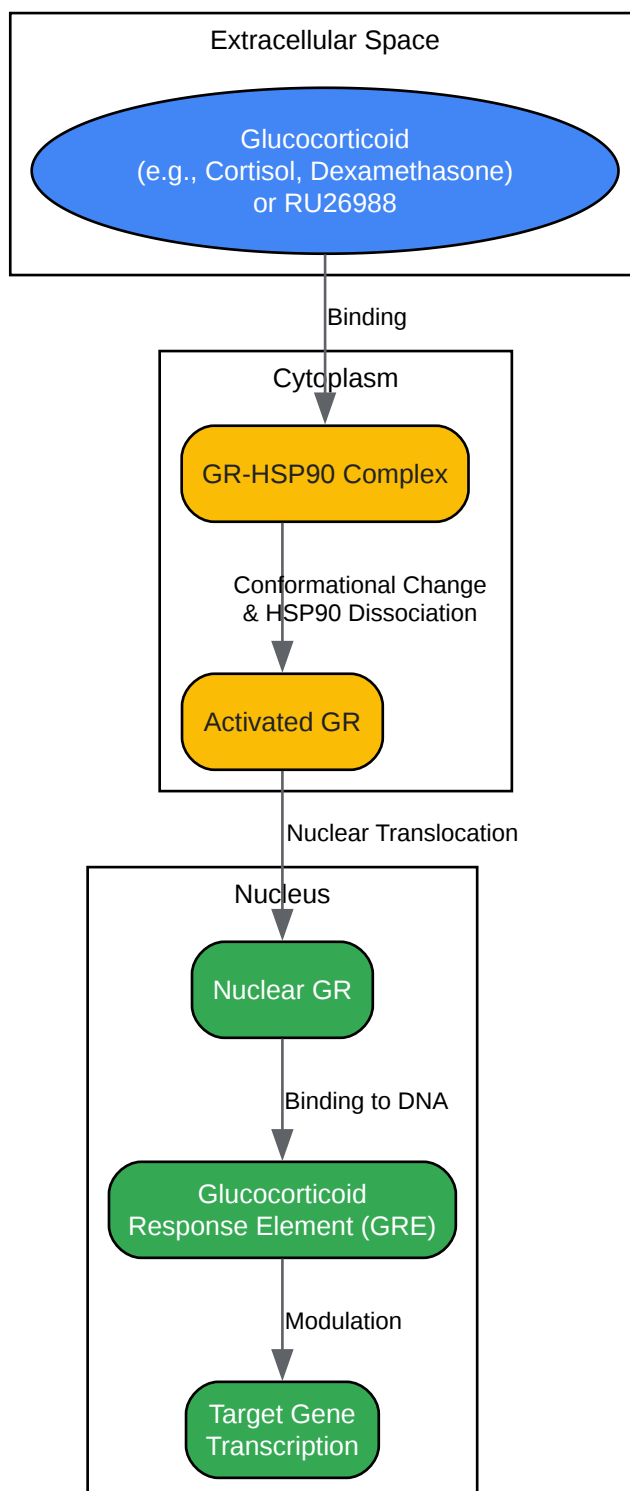 Extracellular Space
Glucocorticoid
(e.g., Cortisol, Dexamethasone)
or RU26988
Binding
Cytoplasm
GR-HSP90 Complex
Conformational Change
& HSP90 Dissociation
Activated GR
Nuclear Translocation
Nucleus
Nuclear GR
Binding to DNA
Glucocorticoid
Response Element (GRE)
Modulation
Target Gene
Transcription